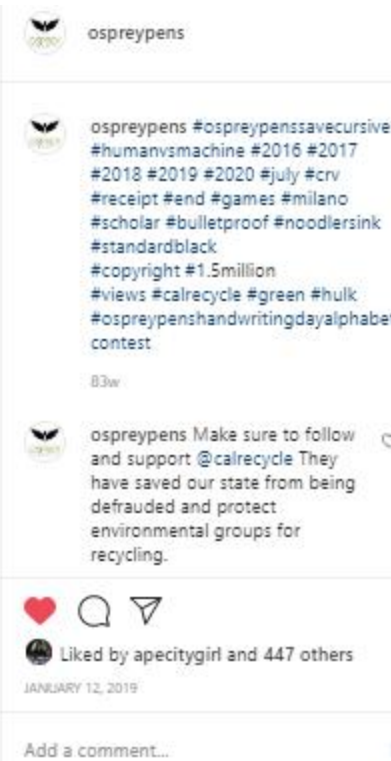 ospreypens
ospreypens #ospreypenssavecursive
#humanvsmachine #2016 #2017
#2018 #2019 #2020 #july #crv
#receipt #end #games #milano
#scholar #bulletproof #noodlersink
#standardblack
#copyright #1.5million
#views #calrecycle #green #hulk
#ospreypenshandwritingdayalphabet
contest
83w
ospreypens Make sure to follow
and support @calrecycle They
have saved our state from being
defrauded and protect
environmental groups for
recycling.
Liked by apecitygirl and 447 others
JANUARY 12, 2019
Add a comment...